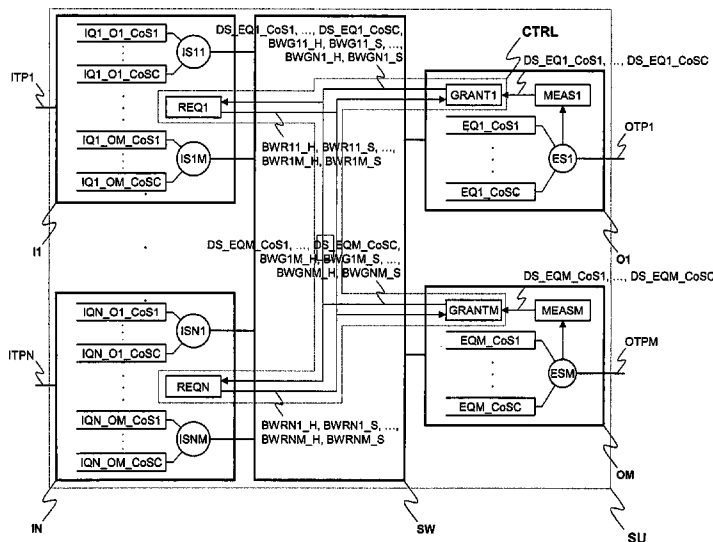 IQ1_O1_CoS1
IQ1_O1_CoSC
IS11
DS_EQ1_CoS1, ..., DS_EQ1_CoSC,
BWG11_H, BWG11_S, ...,
BWGN1_H, BWGN1_S
CTRL
DS_EQ1_CoS1, ..., DS_EQ1_CoSC
ITP1
REQ1
GRANT1
MEAS1
BWR11_H, BWR11_S, ...,
BWR1M_H, BWR1M_S
IQ1_OM_CoS1
IQ1_OM_CoSC
IS1M
EQ1_CoS1
EQ1_CoSC
ES1
OTP1
I1
O1
DS_EQM_CoS1, ..., DS_EQM_CoSC,
BWG1M_H, BWG1M_S, ...,
BWGNM_H, BWGNM_S
DS_EQM_CoS1, ..., DS_EQM_CoSC
IQN_O1_CoS1
IQN_O1_CoSC
ISN1
GRANTM
MEASM
ITPN
REQN
EQM_CoS1
EQM_CoSC
ESM
OTPM
BWRN1_H, BWRN1_S, ...,
BWRNM_H, BWRNM_S
IQN_OM_CoS1
IQN_OM_CoSC
ISNM
OM
IN
SW
SU